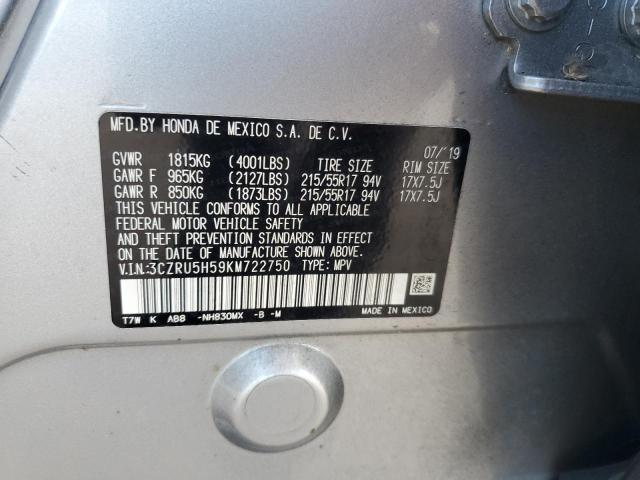 MFD.BY HONDA DE MEXICO S.A. DE C.V.
07/'19
GVWR 1815KG (4001LBS) TIRE SIZE RIM SIZE
GAWR F 965KG (2127LBS) 215/55R17 94V 17X7.5J
GAWR R 850KG (1873LBS) 215/55R17 94V 17X7.5J
THIS VEHICLE CONFORMS TO ALL APPLICABLE
FEDERAL MOTOR VEHICLE SAFETY
AND THEFT PREVENTION STANDARDS IN EFFECT
ON THE DATE OF MANUFACTURE SHOWN ABOVE.
V.I.N:3CZRU5H59KM722750 TYPE:MPV
T7W K AB8 -NH830MX -B -M
MADE IN MEXICO